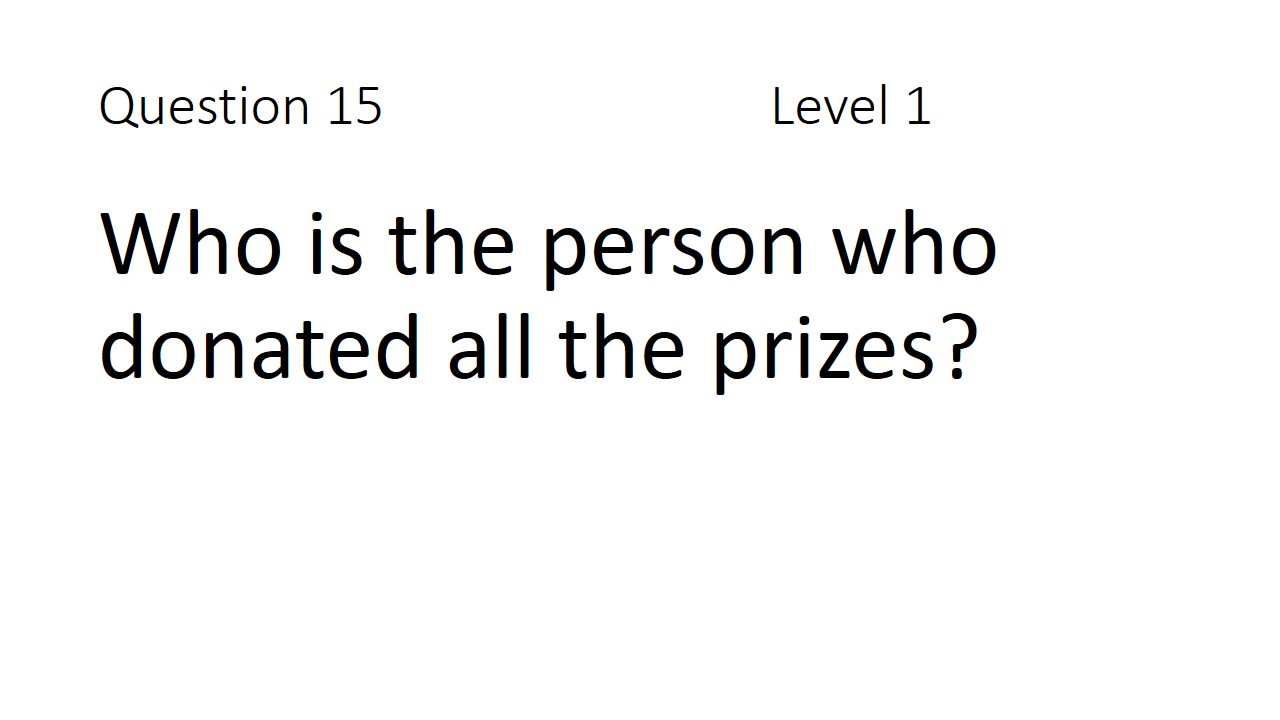 Question 15 Level 1
Who is the person who
donated all the prizes?